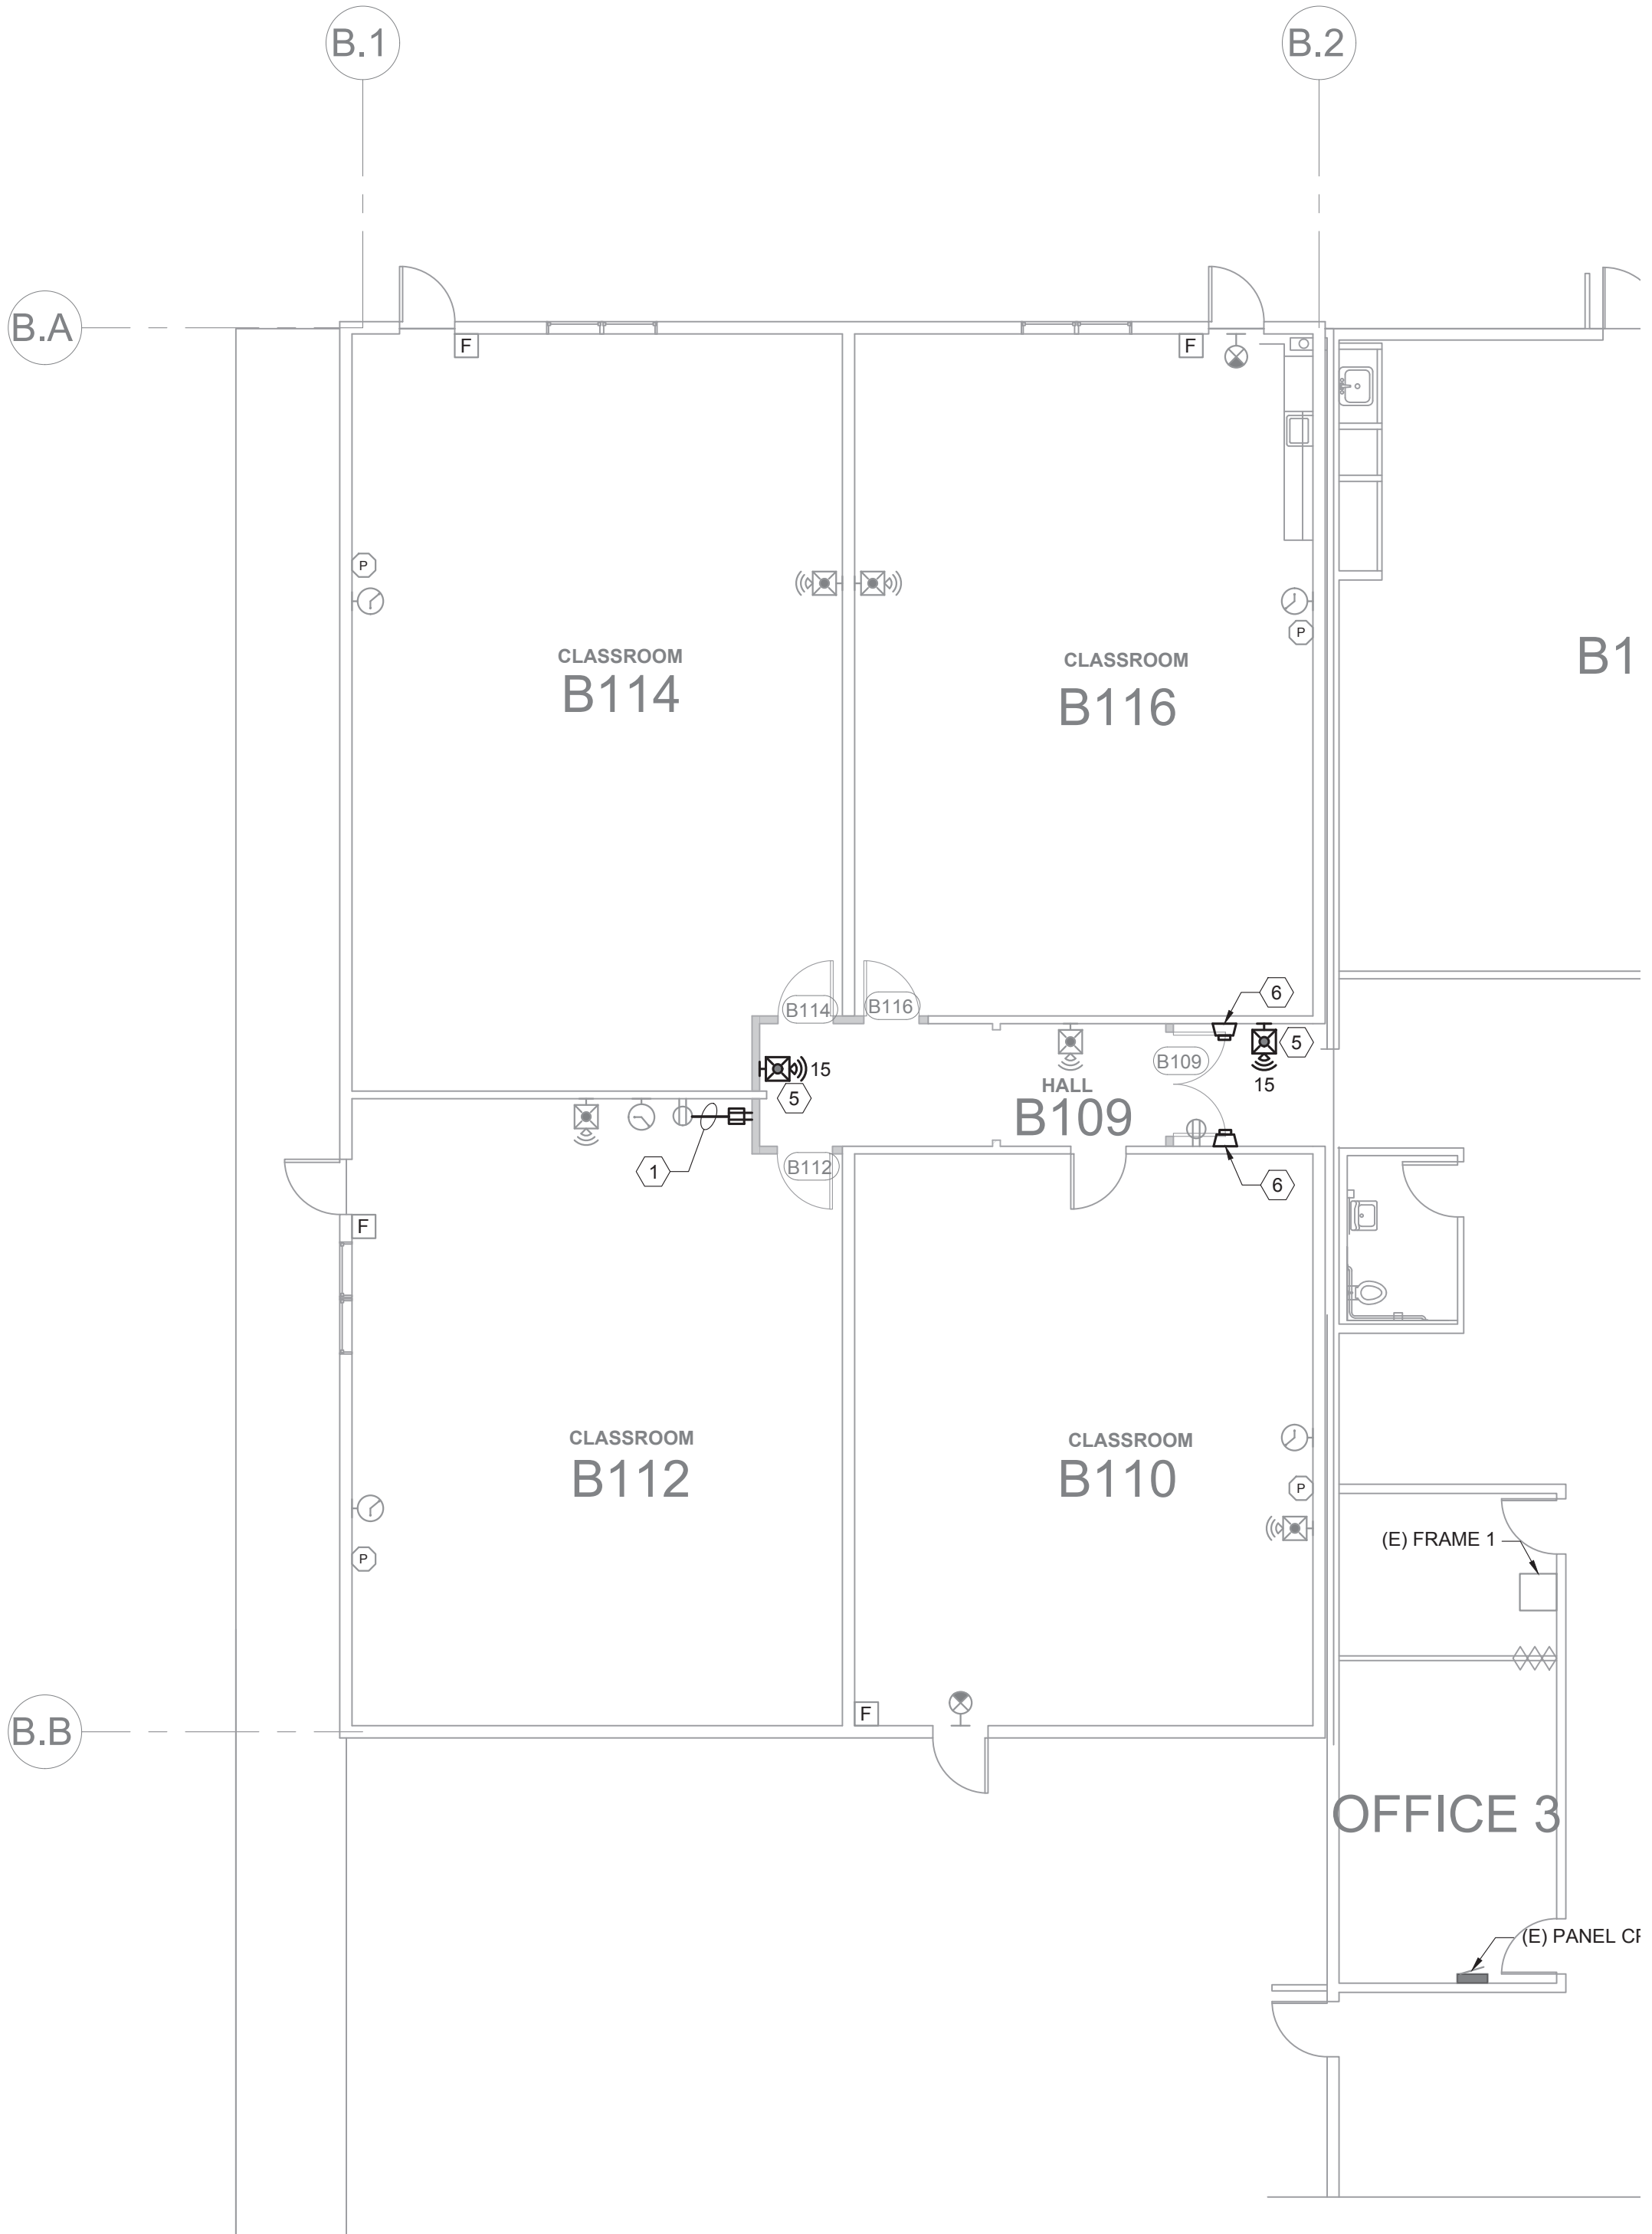 B.1
B.2
B.A
F
F
P
P
CLASSROOM
B114
CLASSROOM
B116
B1
6
B114
B116
5
B109
15
15
5
HALL
B109
1
B112
6
F
CLASSROOM
B112
CLASSROOM
B110
P
P
(E) FRAME 1
F
B.B
OFFICE 3
(E) PANEL